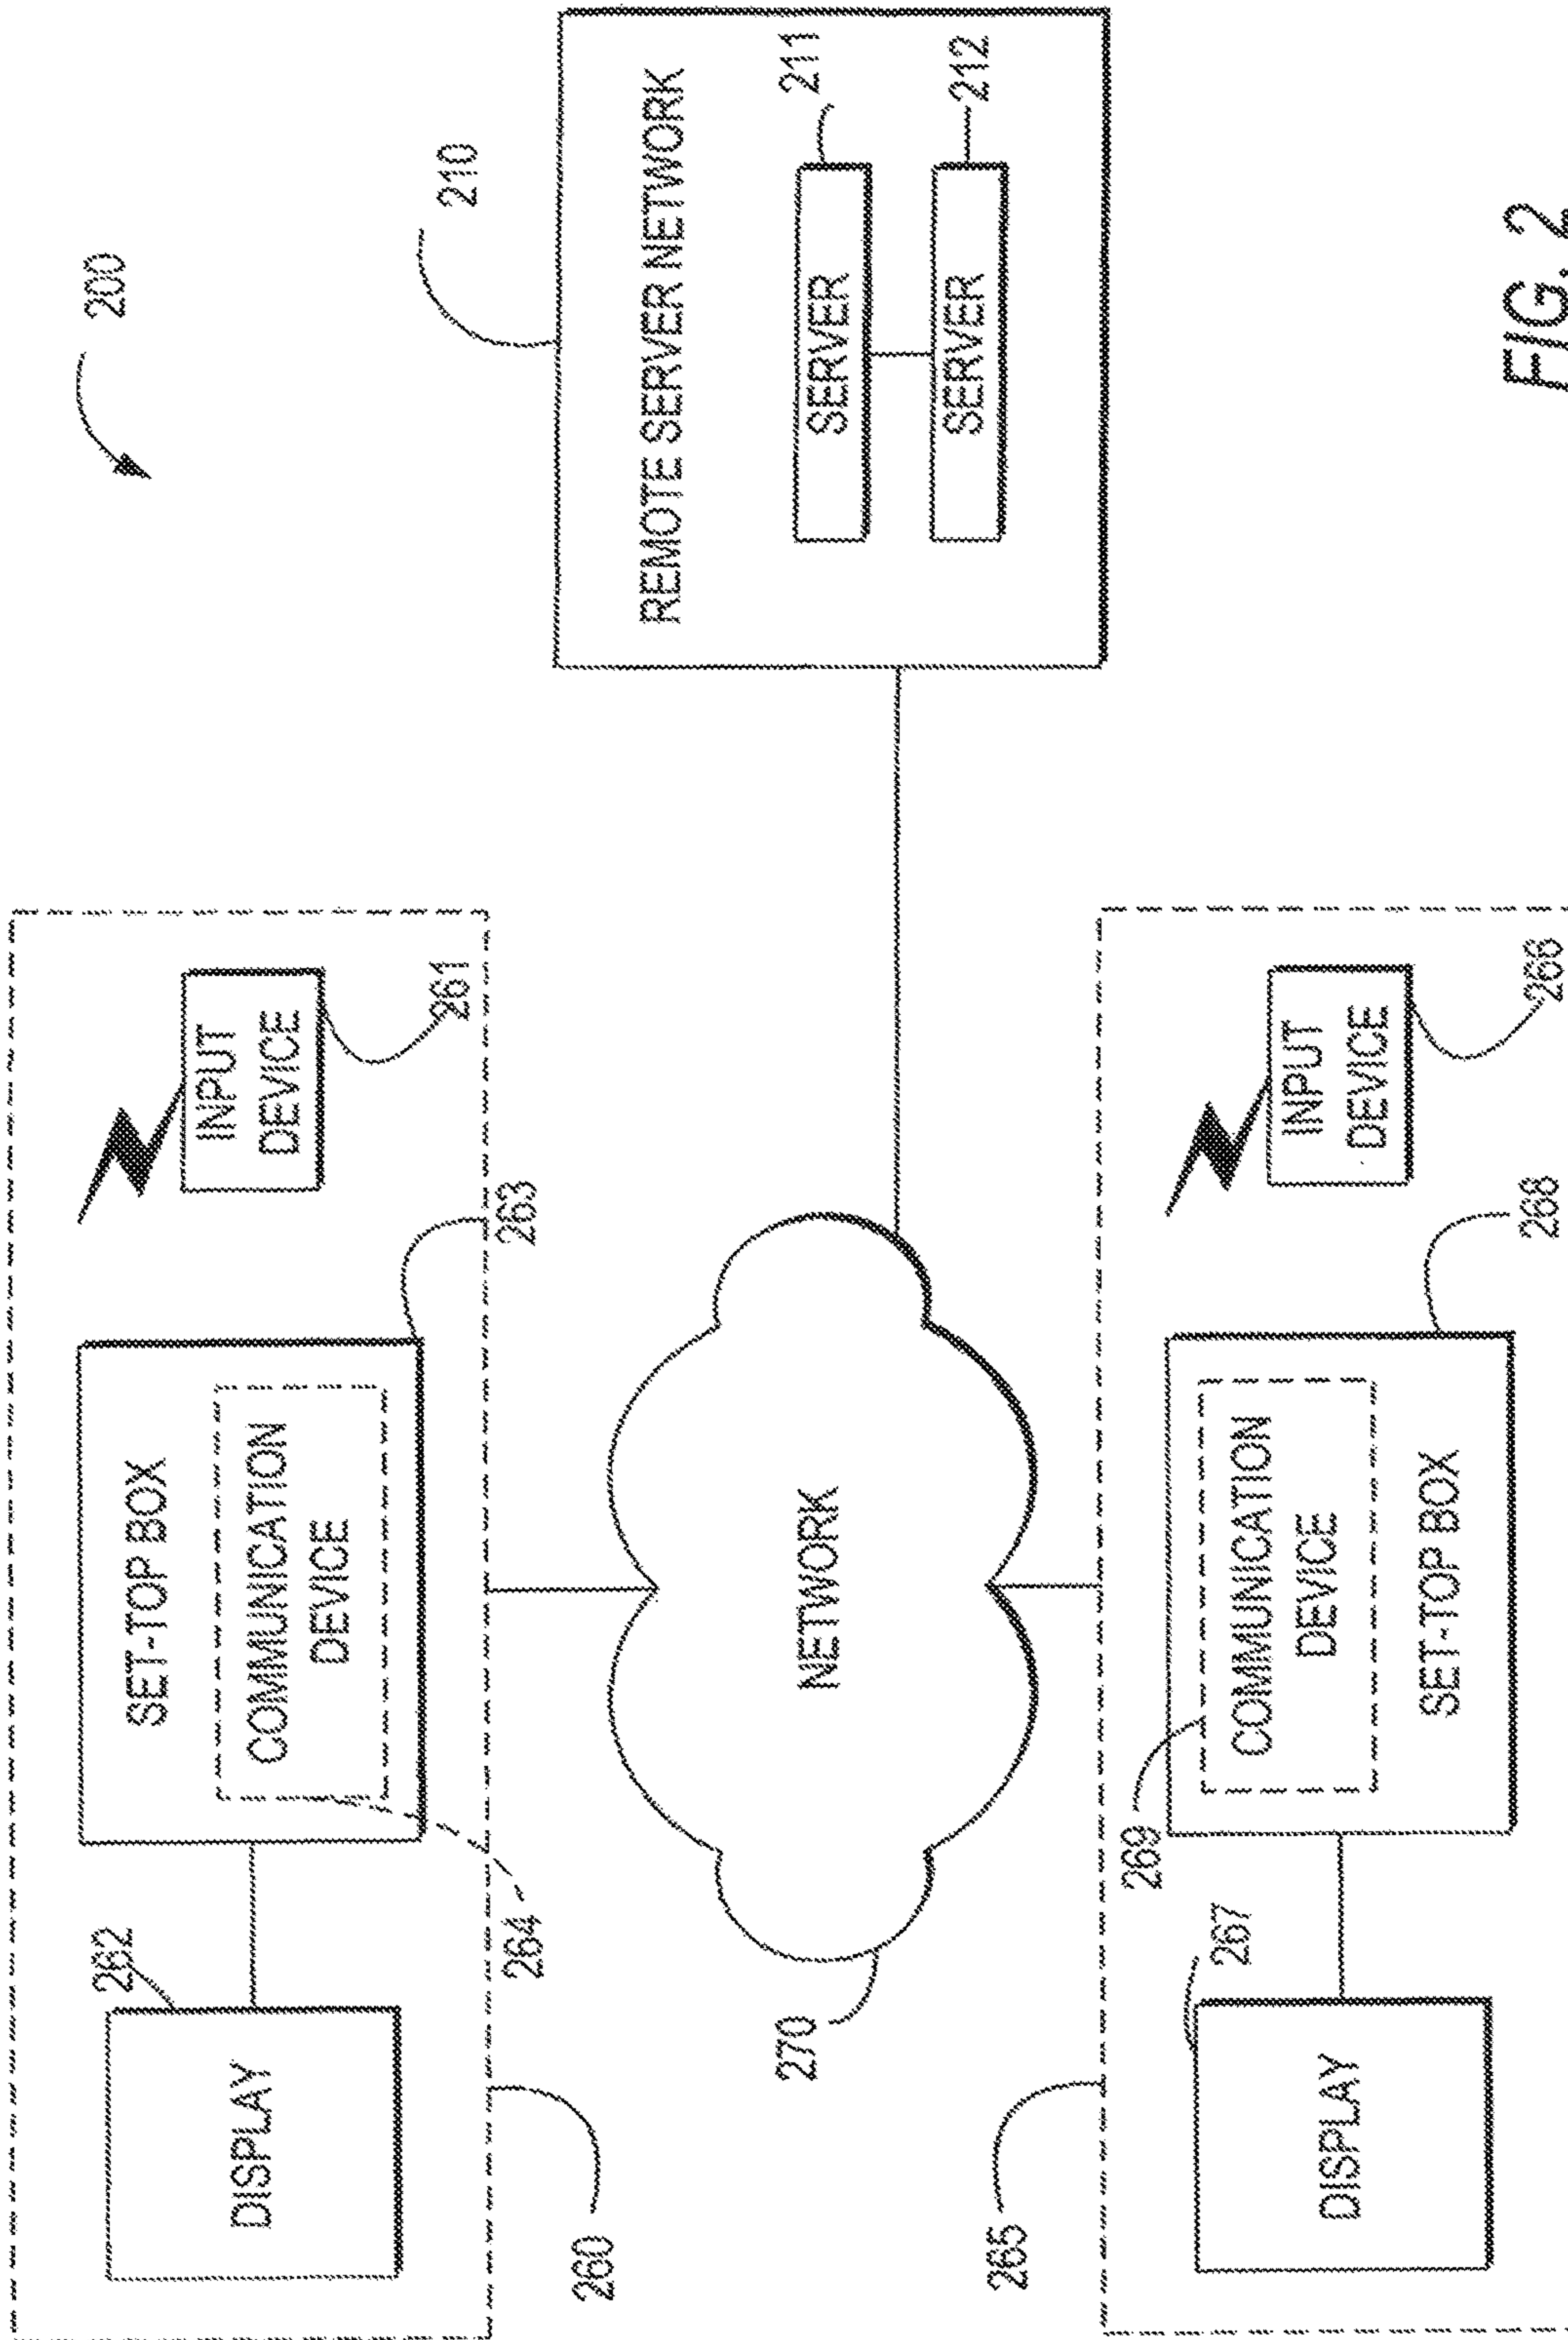 200
262
DISPLAY
SET-TOP BOX
COMMUNICATION
DEVICE
264
263
INPUT
DEVICE
261
260
210
REMOTE SERVER NETWORK
SERVER
211
SERVER
212
NETWORK
270
265
267
DISPLAY
269
COMMUNICATION
DEVICE
SET-TOP BOX
268
INPUT
DEVICE
266
FIG. 2